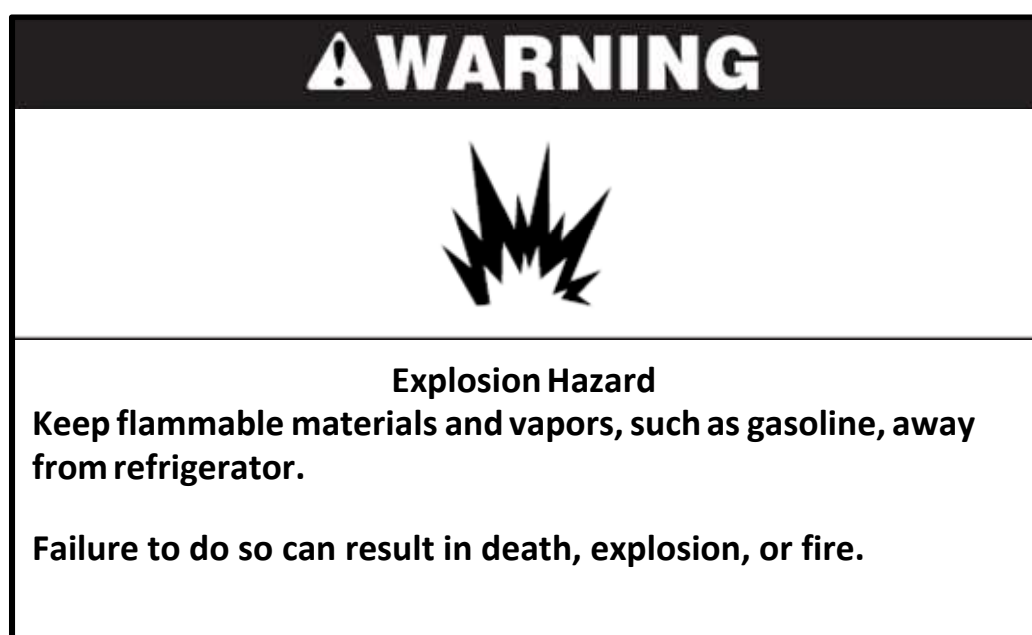 WARNING
Explosion Hazard
Keep flammable materials and vapors, such as gasoline, away
from refrigerator.
Failure to do so can result in death, explosion, or fire.